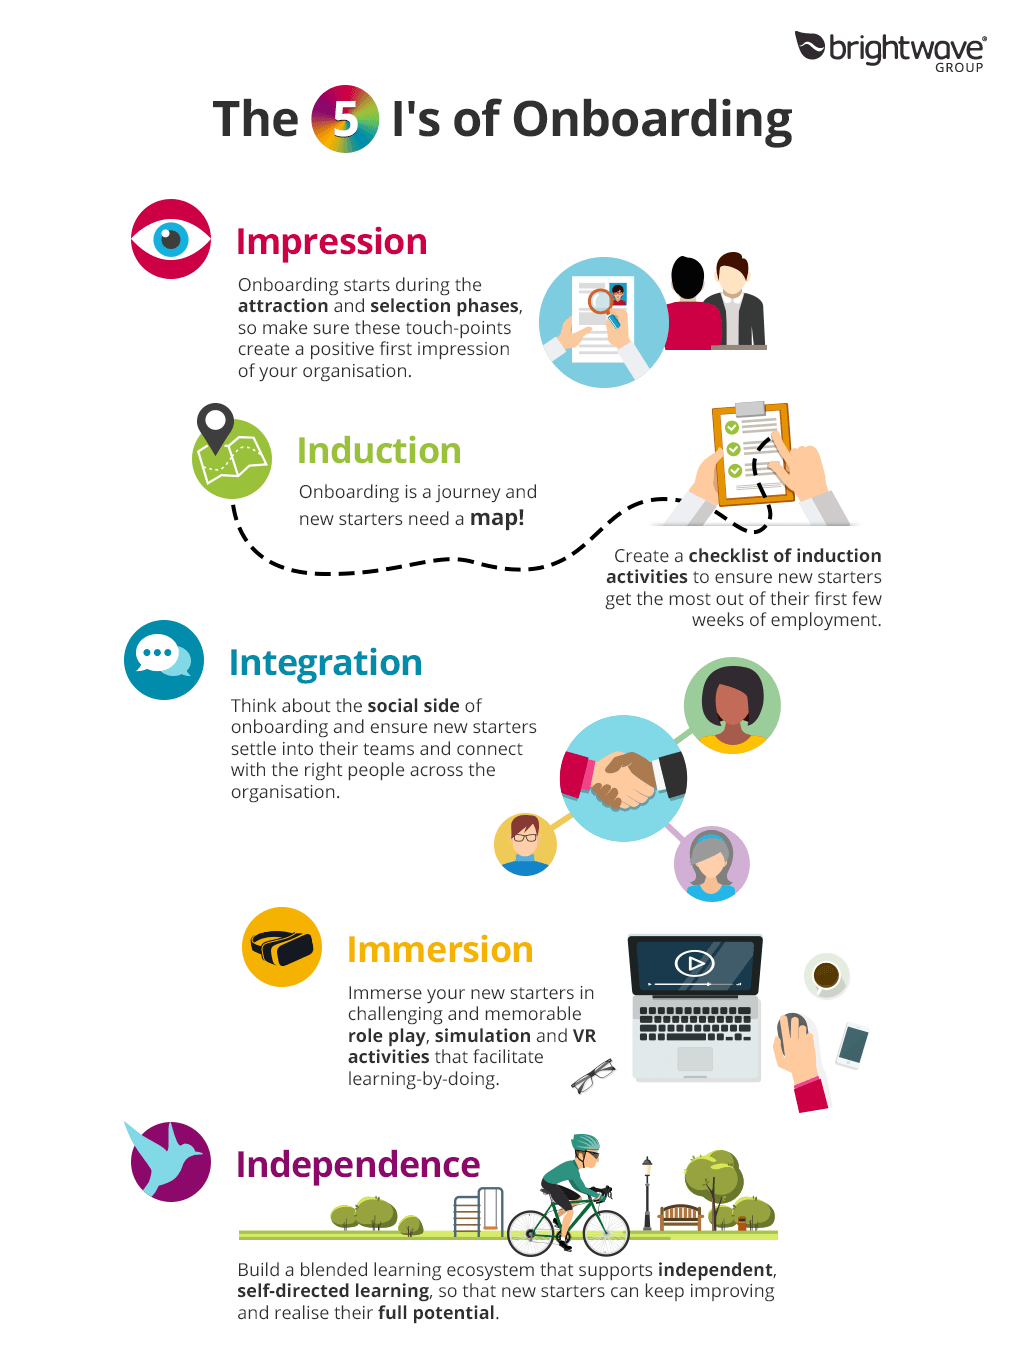 brightwave®
GROUP
The 5 I's of Onboarding
Impression
Onboarding starts during the
attraction and selection phases,
so make sure these touch-points
create a positive first impression
of your organisation.
Induction
Onboarding is a journey and
new starters need a map!
Create a checklist of induction
activities to ensure new starters
get the most out of their first few
weeks of employment.
Integration
Think about the social side of
onboarding and ensure new starters
settle into their teams and connect
with the right people across the
organisation.
Immersion
Immerse your new starters in
challenging and memorable
role play, simulation and VR
activities that facilitate
learning-by-doing.
Independence
Build a blended learning ecosystem that supports independent,
self-directed learning, so that new starters can keep improving
and realise their full potential.